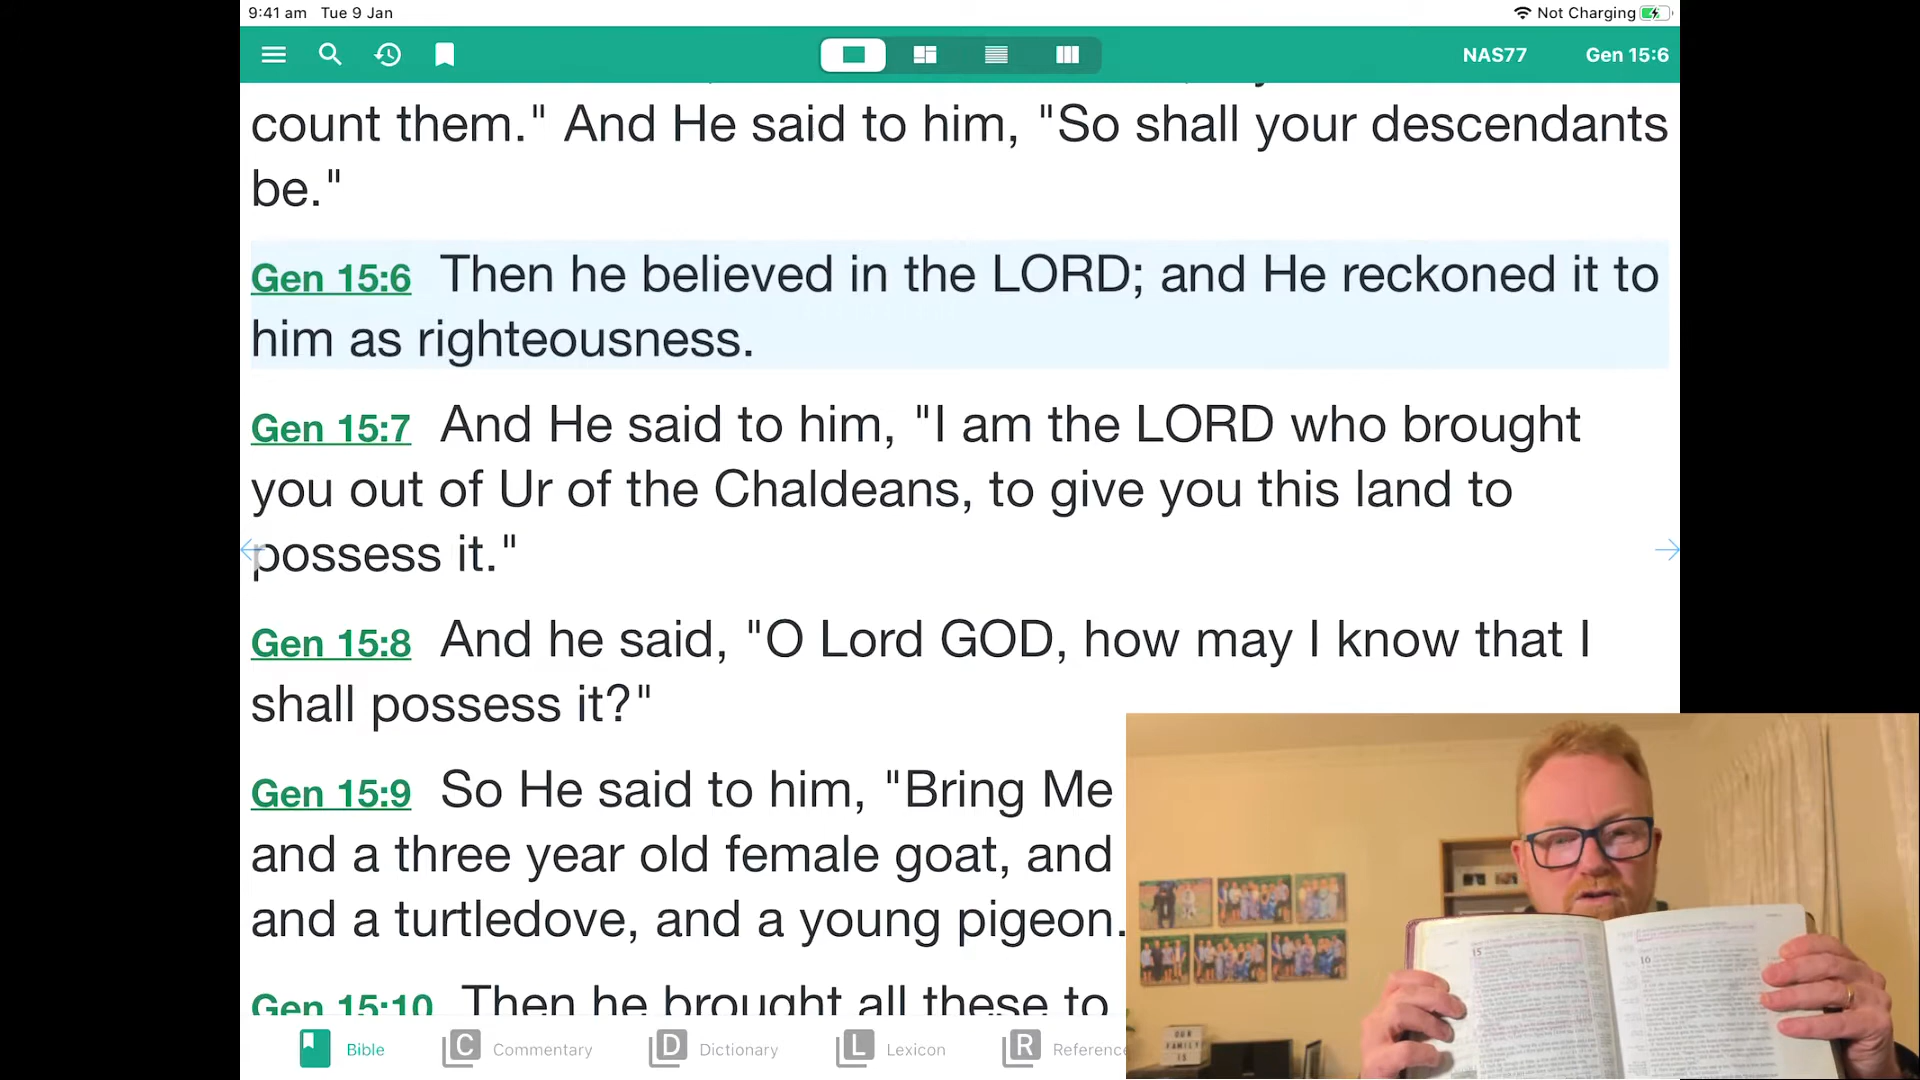 9:41 am Tue 9 Jan
Not Charging
NAS77 Gen 15:6
count them." And He said to him, "So shall your descendants
be."
Gen 15:6 Then he believed in the LORD; and He reckoned it to
him as righteousness.
Gen 15:7 And He said to him, "I am the LORD who brought
you out of Ur of the Chaldeans, to give you this land to
possess it."
Gen 15:8 And he said, "O Lord GOD, how may I know that I
shall possess it?"
Gen 15:9 So He said to him, "Bring Me
and a three year old female goat, and
and a turtledove, and a young pigeon.
Gen 15:10 Then he brought all these to
Bible
C Commentary
D Dictionary
L Lexicon
R Reference
15
16
OUR
FAMILY
IS